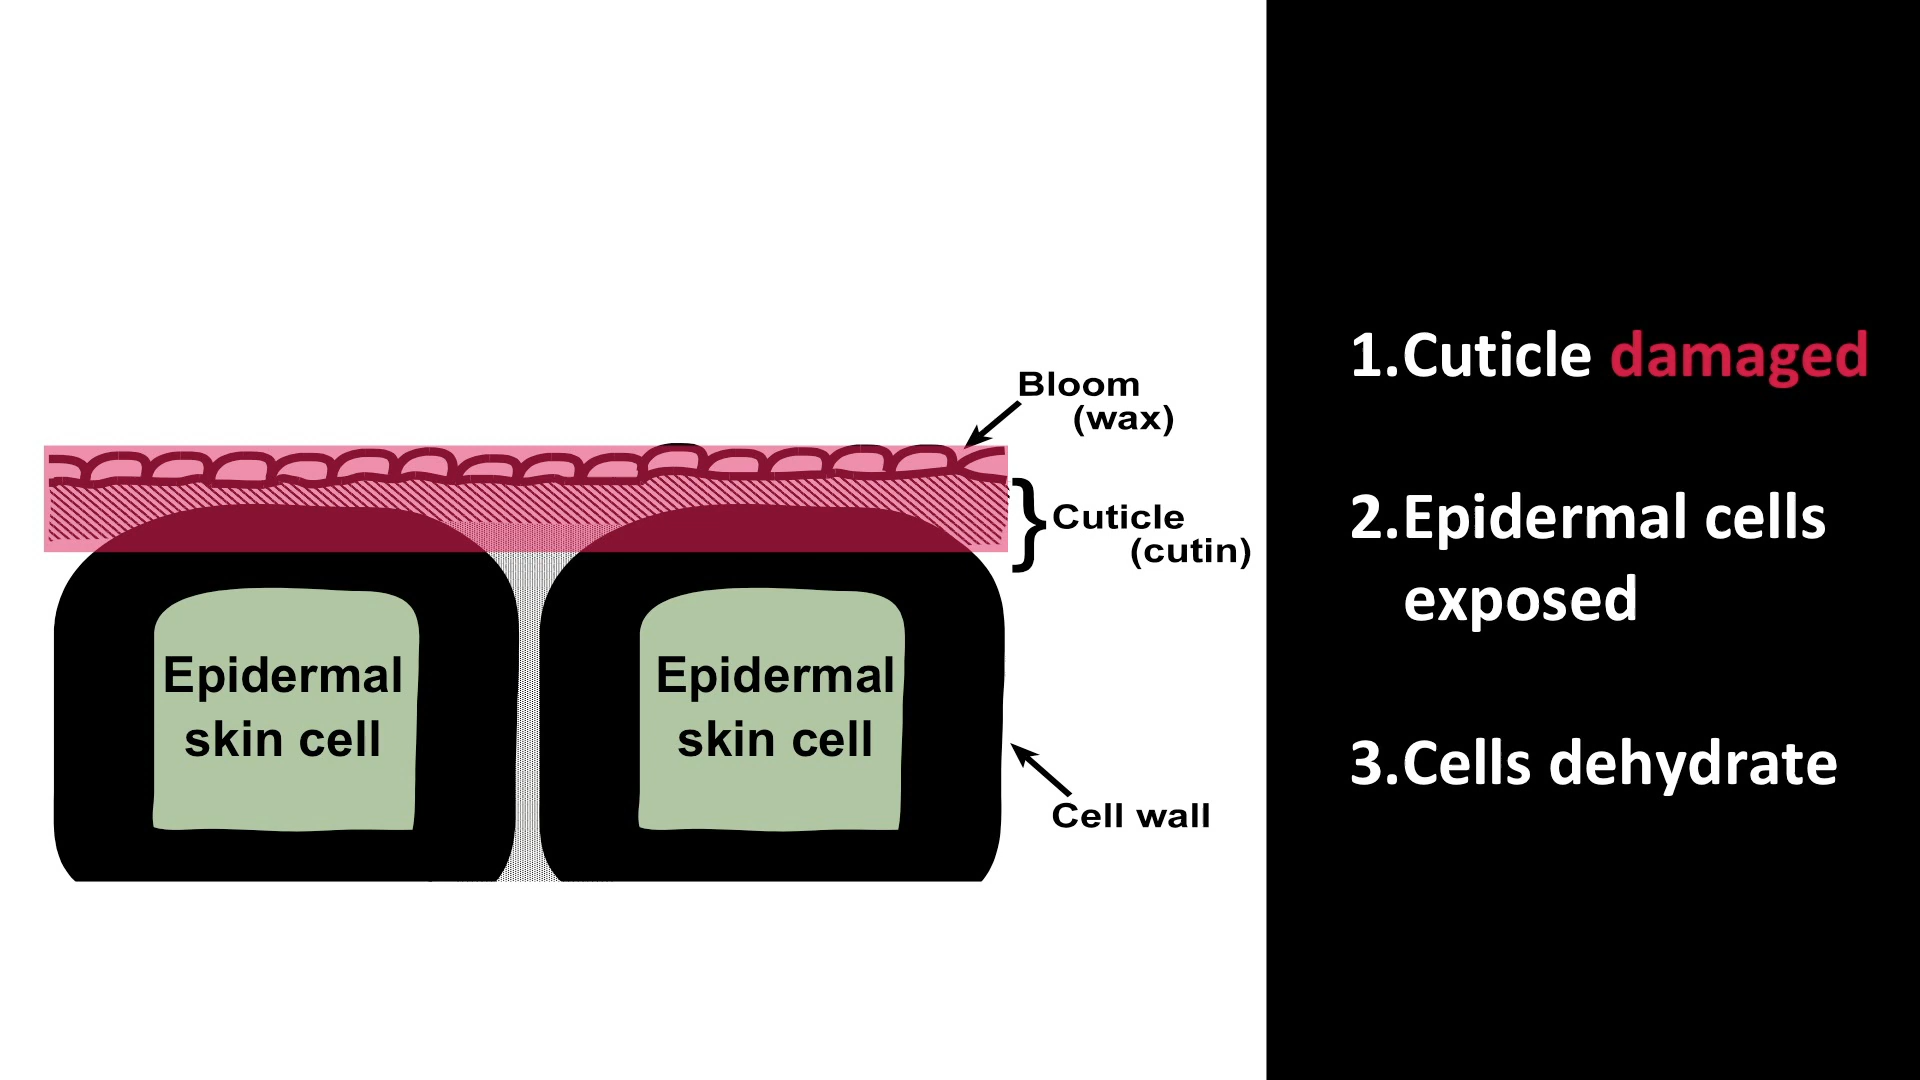 Bloom
(wax)
Cuticle
(cutin)
Epidermal
skin cell
Epidermal
skin cell
Cell wall
1.Cuticle damaged
2.Epidermal cells
exposed
3.Cells dehydrate